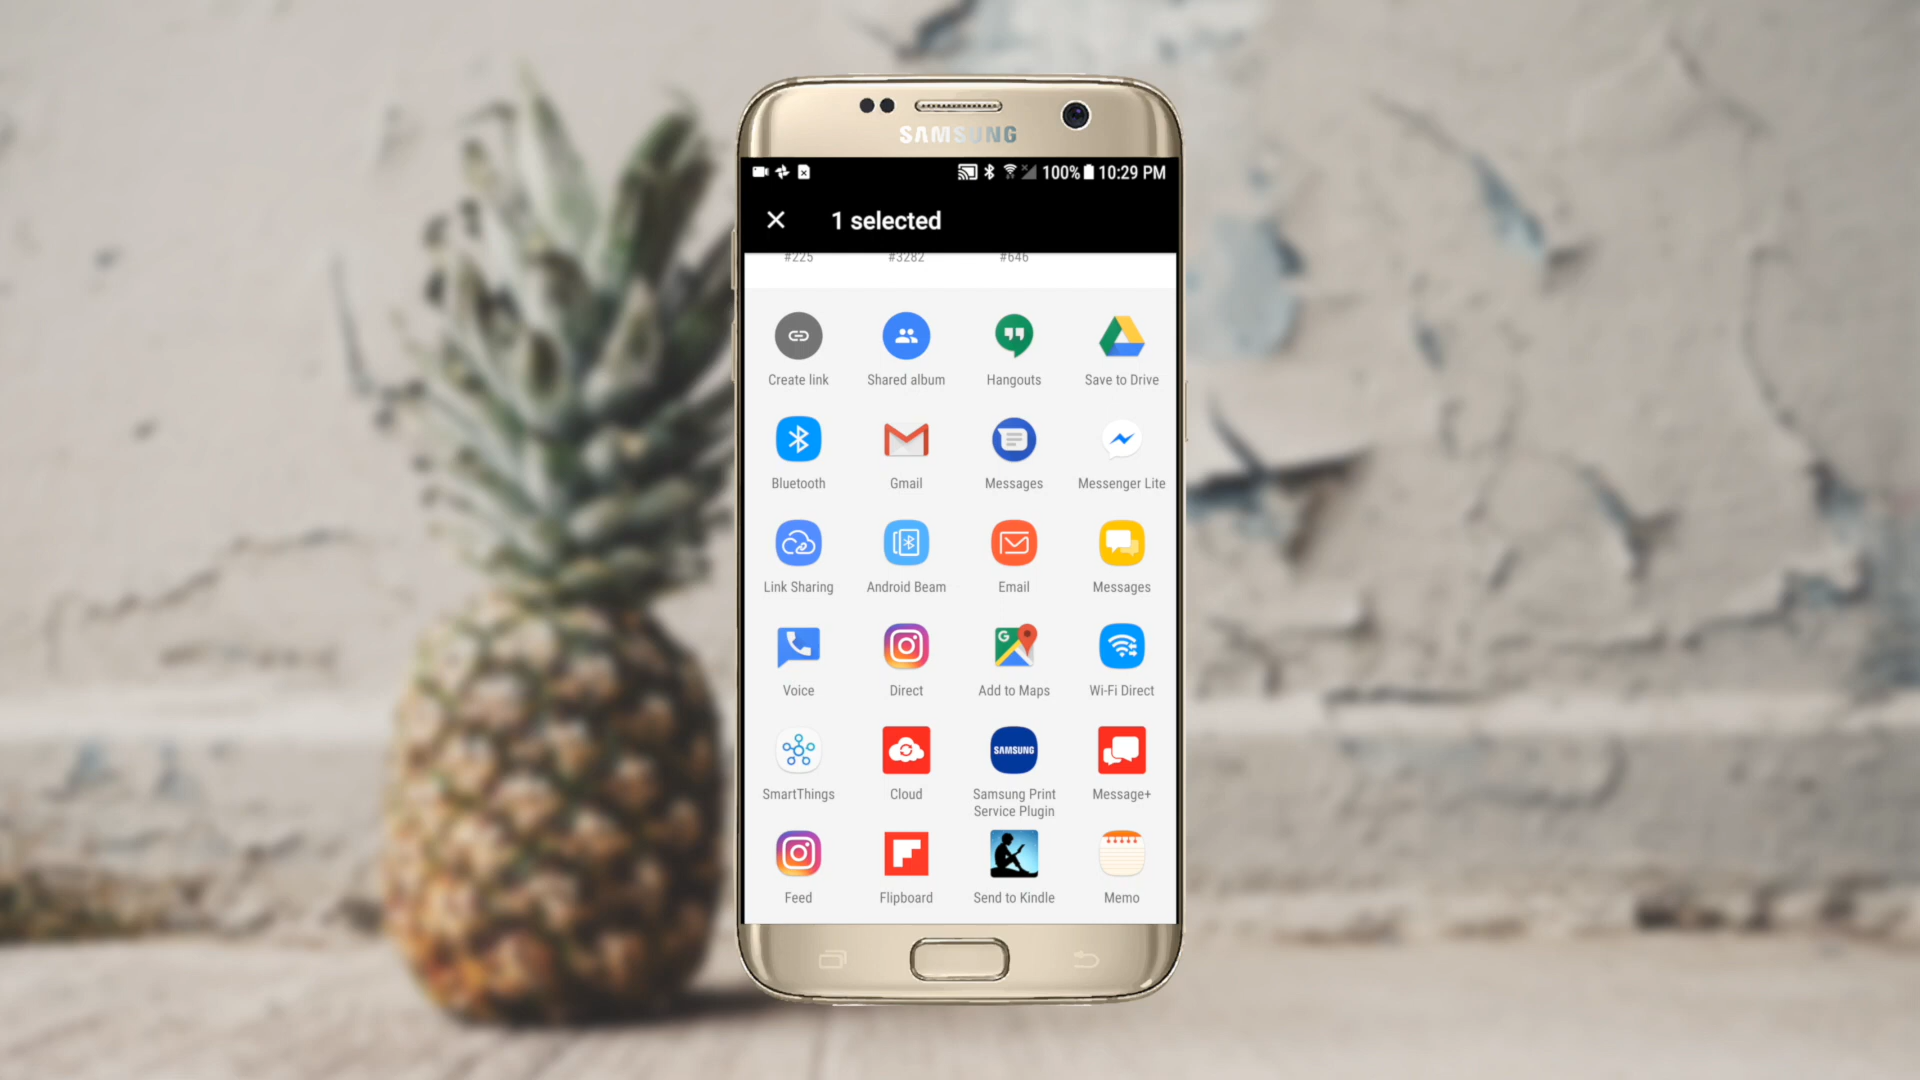 SAMSUNG
100% 10:29 PM
1 selected
#225 #3282 #646
Create link Shared album Hangouts Save to Drive
Bluetooth Gmail Messages Messenger Lite
Link Sharing Android Beam Email Messages
G
Voice Direct Add to Maps Wi-Fi Direct
SAMSUNG
SmartThings Cloud Samsung Print Message+
Service Plugin
Feed Flipboard Send to Kindle Memo